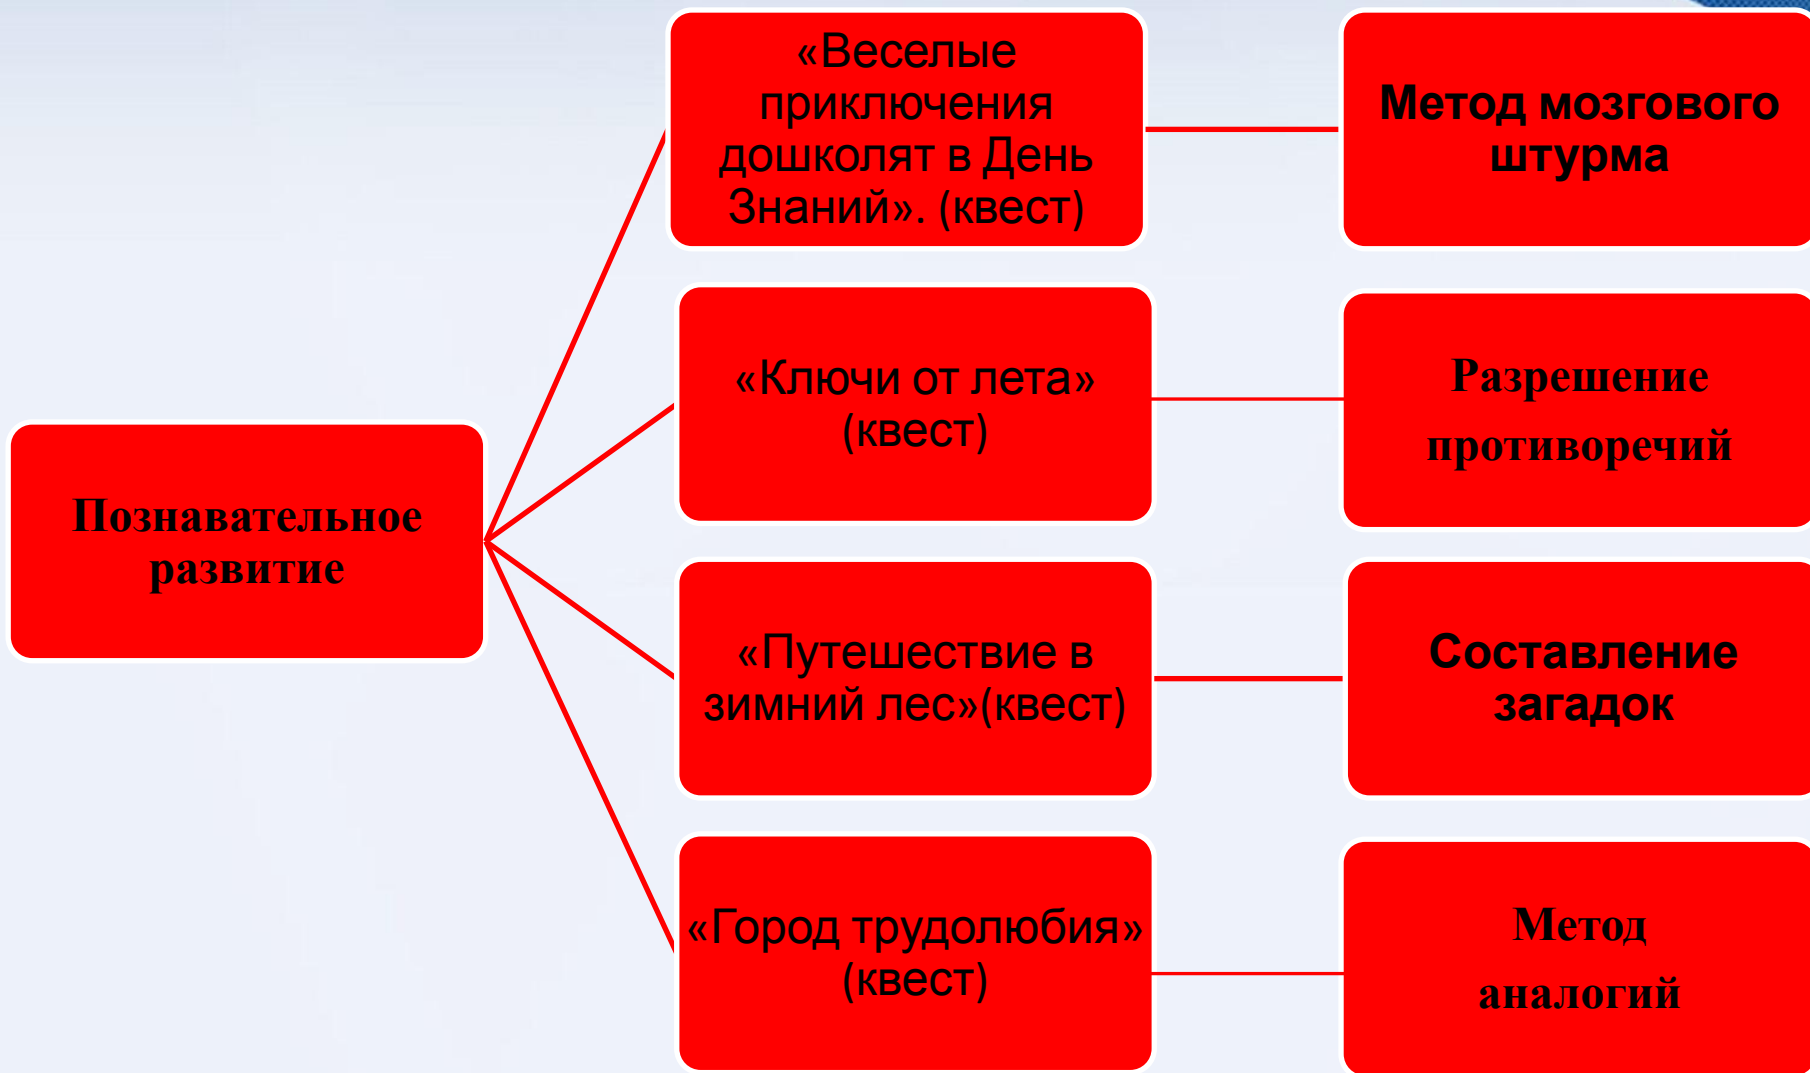 «Веселые
приключения
дошколят в День
Знаний». (квест)
Метод мозгового
штурма
«Ключи от лета»
(квест)
Разрешение
противоречий
Познавательное
развитие
«Путешествие в
зимний лес»(квест)
Составление
загадок
«Город трудолюбия»
(квест)
Метод
аналогий